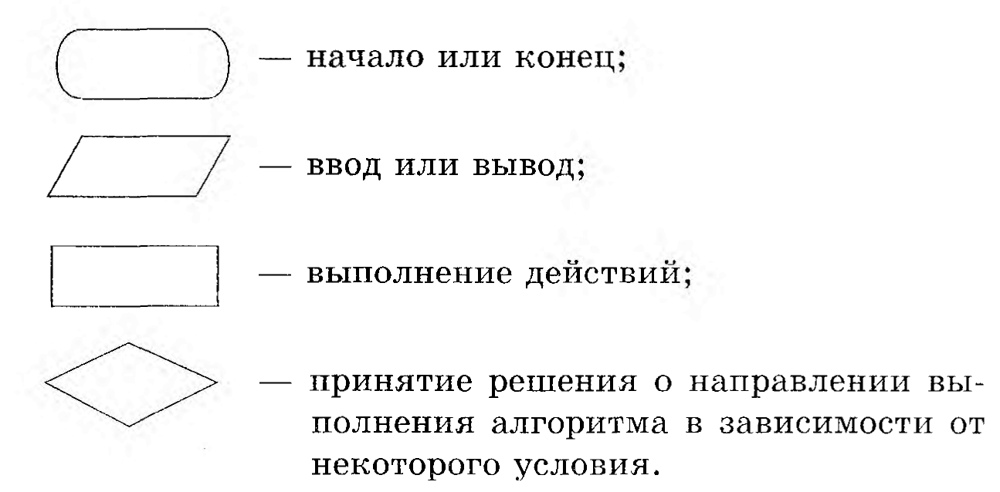 — начало или конец;
— ввод или вывод;
— выполнение действий;
— принятие решения о направлении вы-
полнения алгоритма в зависимости от
некоторого условия.